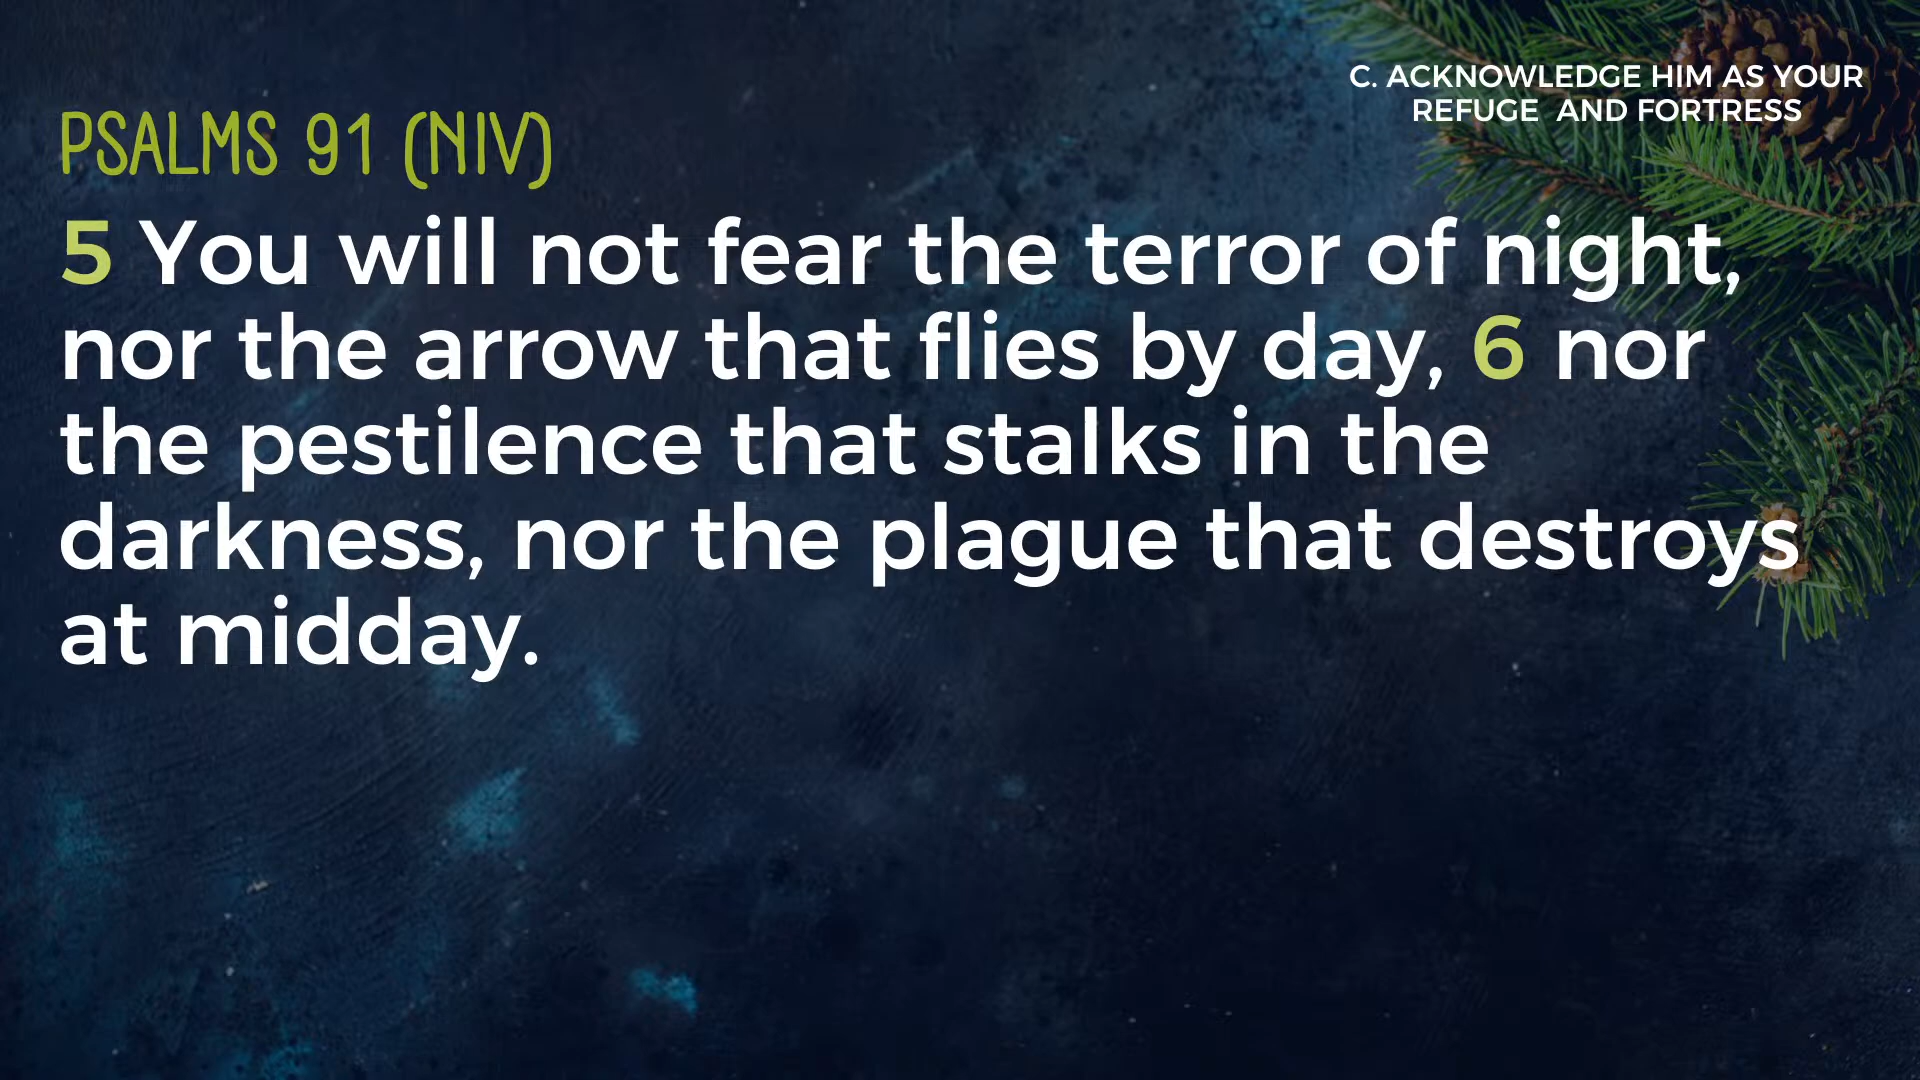 C. ACKNOWLEDGE HIM AS YOUR
REFUGE AND FORTRESS
PSALMS 91 (NIV)
5 You will not fear the terror of night,
nor the arrow that flies by day, 6 nor
the pestilence that stalks in the
darkness, nor the plague that destroys
at midday.